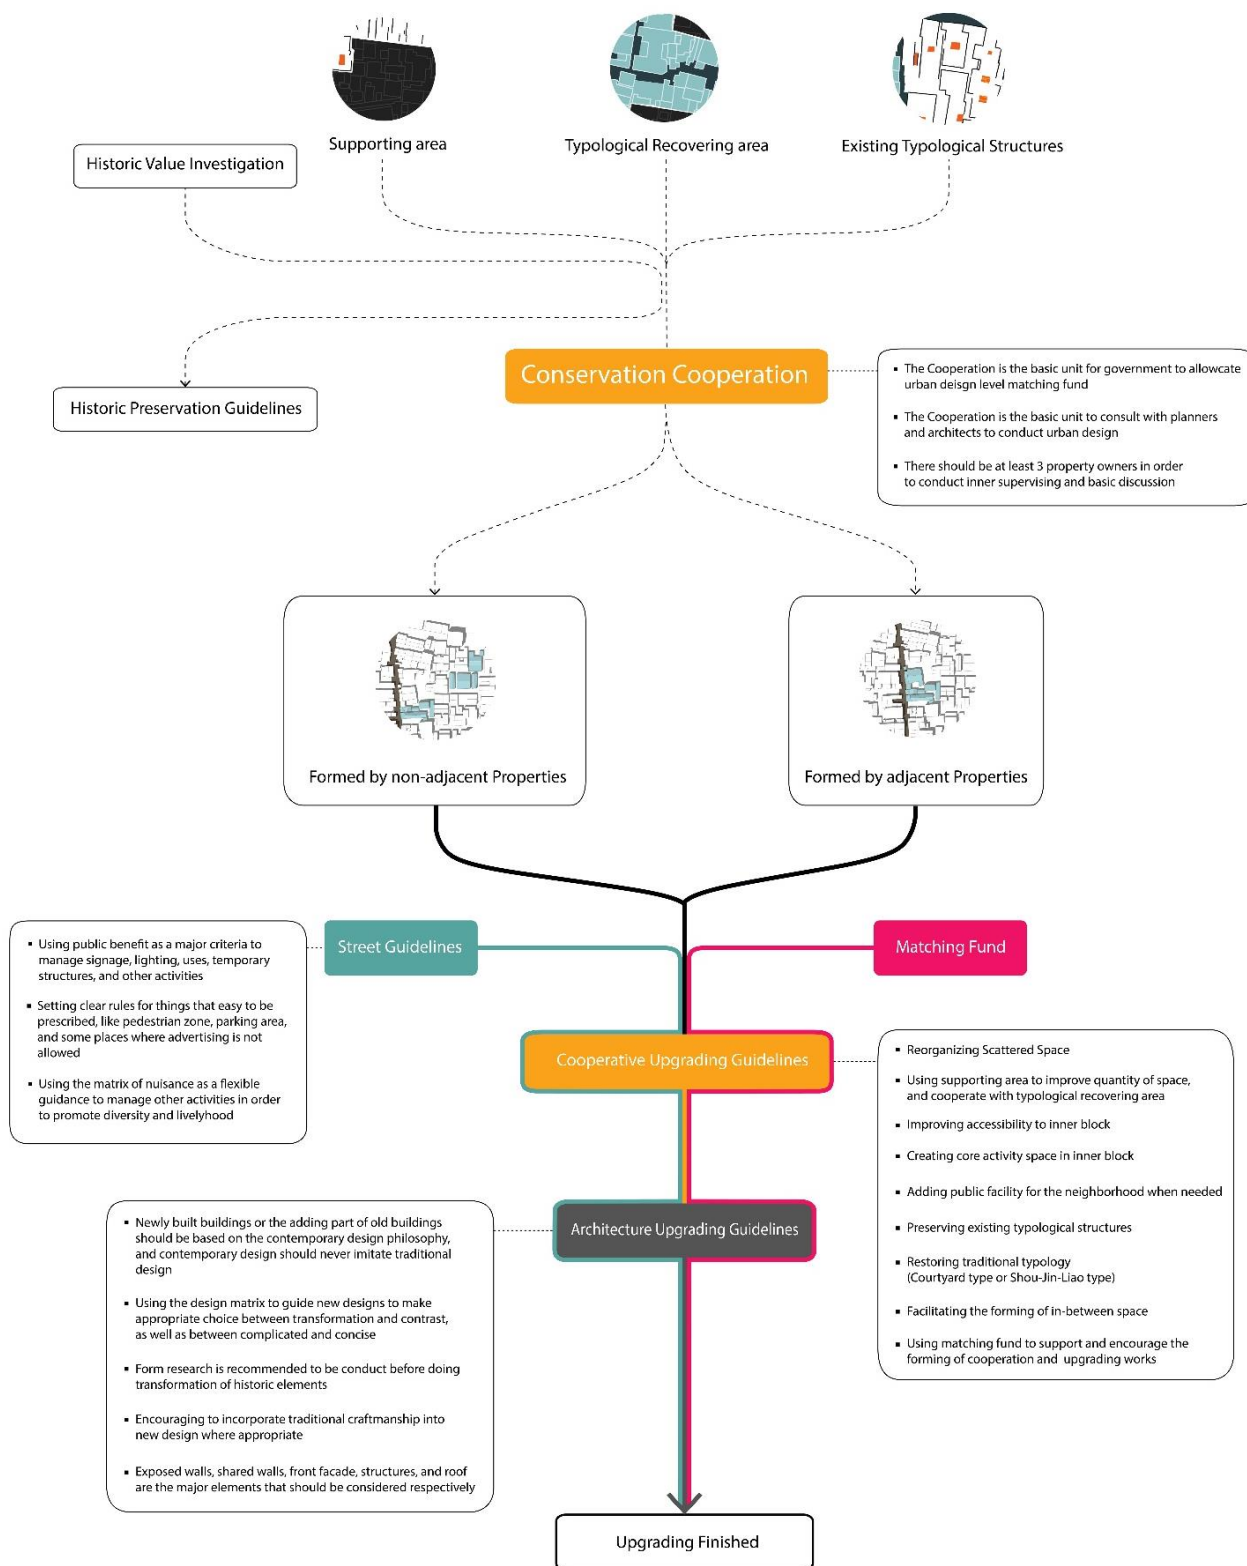 Supporting area
Typological Recovering area
Existing Typological Structures
Historic Value Investigation
Conservation Cooperation
▪ The Cooperation is the basic unit for government to allowcate
urban deisgn level matching fund
▪ The Cooperation is the basic unit to consult with planners
and architects to conduct urban design
▪ There should be at least 3 property owners in order
to conduct inner supervising and basic discussion
Historic Preservation Guidelines
Formed by non-adjacent Properties
Formed by adjacent Properties
▪ Using public benefit as a major criteria to
manage signage, lighting, uses, temporary
structures, and other activities
▪ Setting clear rules for things that easy to be
prescribed, like pedestrian zone, parking area,
and some places where advertising is not
allowed
▪ Using the matrix of nuisance as a flexible
guidance to manage other activities in order
to promote diversity and livelyhood
Street Guidelines
Matching Fund
Cooperative Upgrading Guidelines
▪ Reorganizing Scattered Space
▪ Using supporting area to improve quantity of space,
and cooperate with typological recovering area
▪ Improving accessibility to inner block
▪ Creating core activity space in inner block
▪ Adding public facility for the neighborhood when needed
▪ Preserving existing typological structures
▪ Restoring traditional typology
(Courtyard type or Shou-Jin-Liao type)
▪ Facilitating the forming of in-between space
▪ Using matching fund to support and encourage the
forming of cooperation and upgrading works
▪ Newly built buildings or the adding part of old buildings
should be based on the contemporary design philosophy,
and contemporary design should never imitate traditional
design
▪ Using the design matrix to guide new designs to make
appropriate choice between transformation and contrast,
as well as between complicated and concise
▪ Form research is recommended to be conduct before doing
transformation of historic elements
▪ Encouraging to incorporate traditional craftmanship into
new design where appropriate
▪ Exposed walls, shared walls, front facade, structures, and roof
are the major elements that should be considered respectively
Architecture Upgrading Guidelines
Upgrading Finished